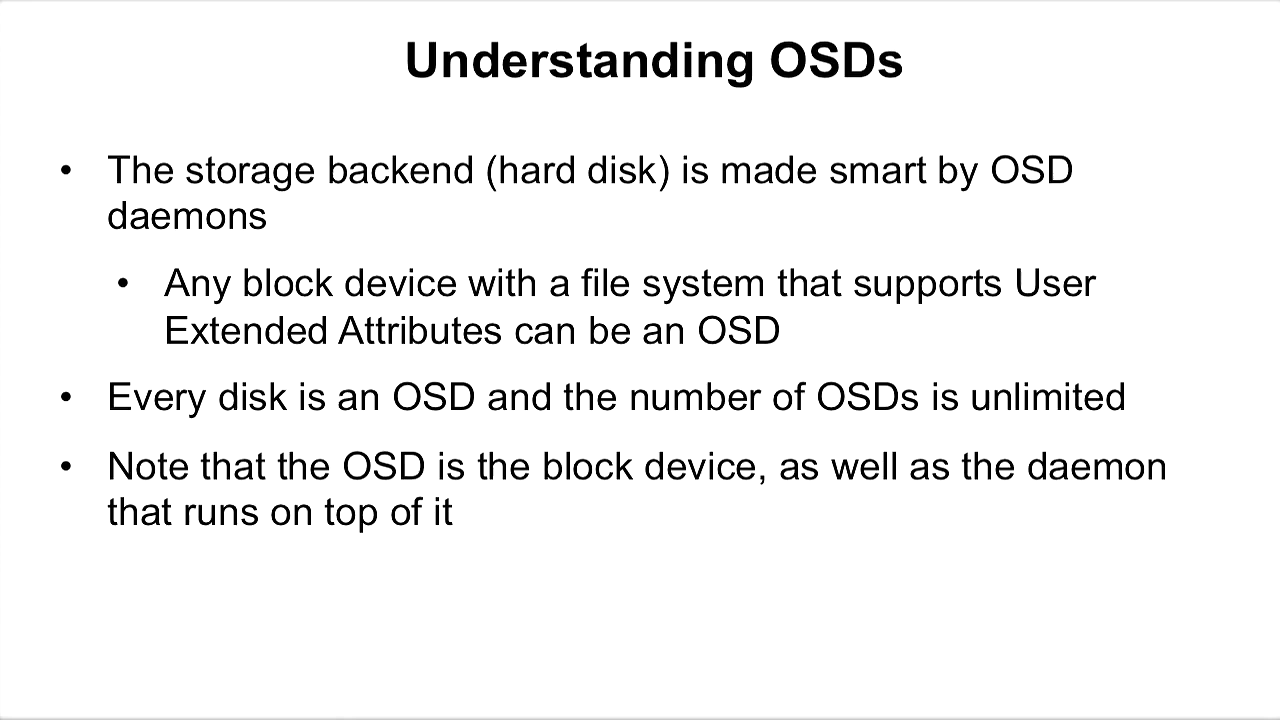 Understanding OSDs
• The storage backend (hard disk) is made smart by OSD
daemons
• Any block device with a file system that supports User
Extended Attributes can be an OSD
• Every disk is an OSD and the number of OSDs is unlimited
• Note that the OSD is the block device, as well as the daemon
that runs on top of it